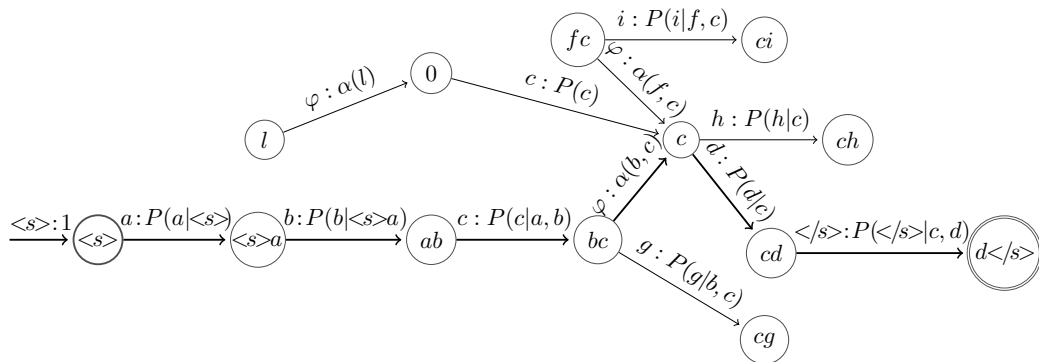 fc
i : P(i|f, c)
ci
φ : α(l)
0
c : P(c)
φ : α(f, c)
l
c
h : P(h|c)
ch
φ : α(b, c)
d : P(d|c)
<s>: 1
<s>
a : P(a|<s>)
<s>a
b : P(b|<s>a)
ab
c : P(c|a, b)
bc
cd
</s>: P(</s>|c, d)
d</s>
g : P(g|b, c)
cg